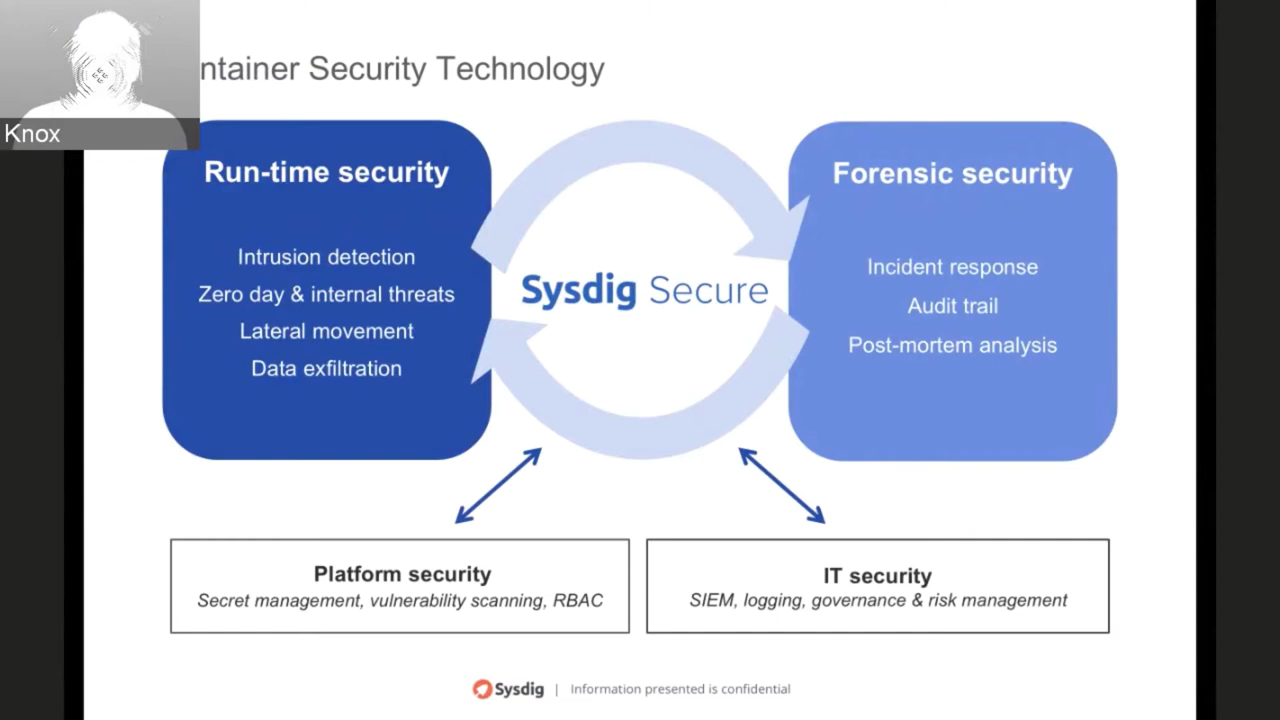 ntainer Security Technology
Knox
Run-time security
Intrusion detection
Zero day & internal threats
Lateral movement
Data exfiltration
Sysdig Secure
Forensic security
Incident response
Audit trail
Post-mortem analysis
Platform security
Secret management, vulnerability scanning, RBAC
IT security
SIEM, logging, governance & risk management
Sysdig | Information presented is confidential